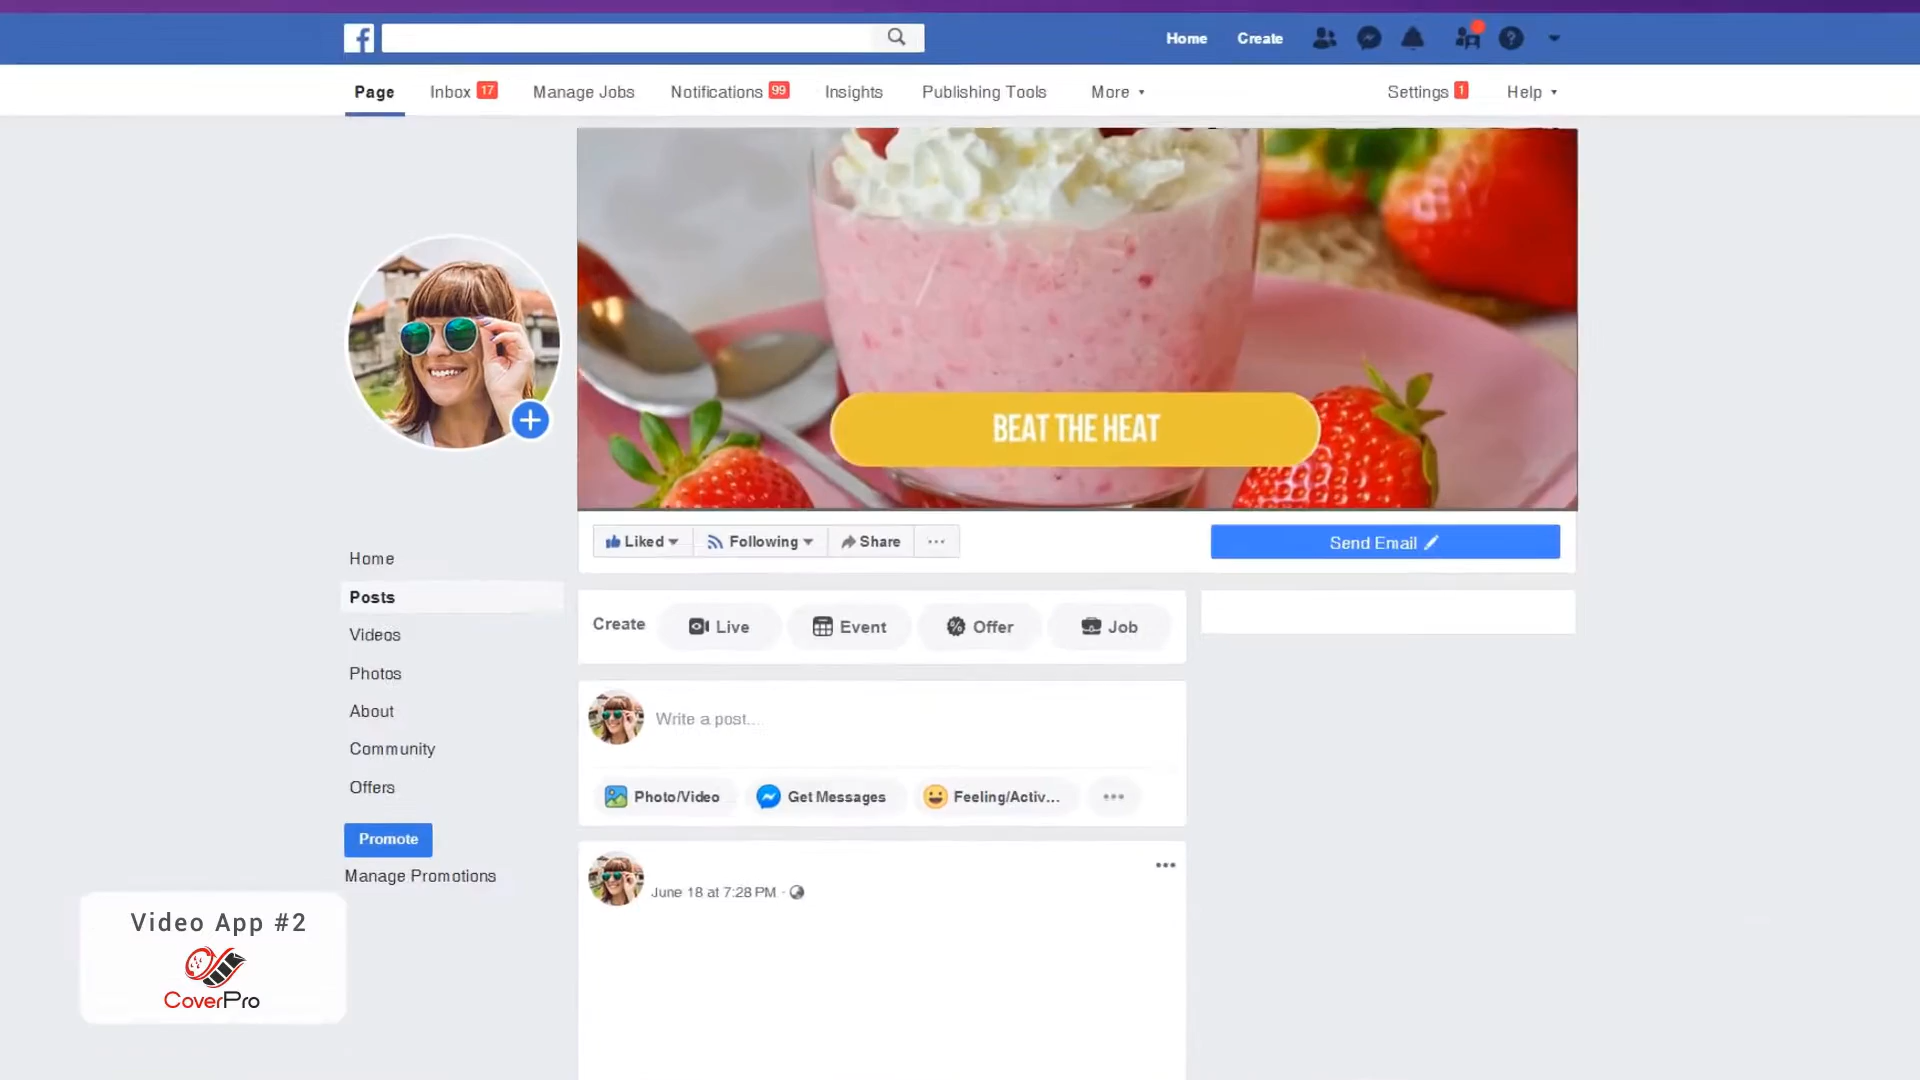 f
Home Create ?
Page Inbox 17 Manage Jobs Notifications 99 Insights Publishing Tools More Settings 1 Help
BEAT THE HEAT
Liked Following Share ... Send Email
Home
Posts
Videos
Photos
About
Community
Offers
Promote
Manage Promotions
Create Live Event Offer Job
Write a post....
Photo/Video Get Messages Feeling/Activ... ...
June 18 at 7:28 PM ·
Video App #2
CoverPro